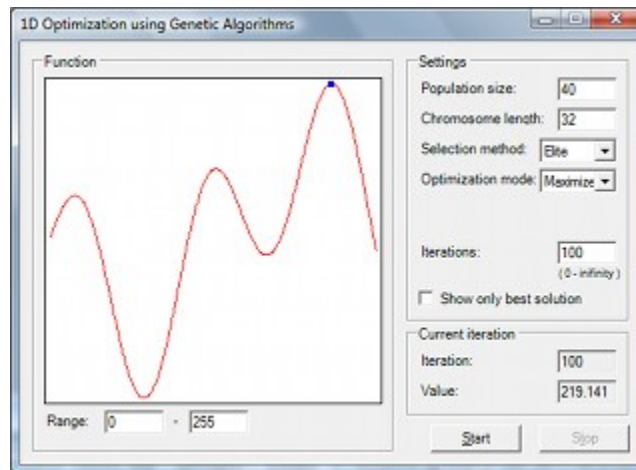 1D Optimization using Genetic Algorithms
Function
Range: 0 - 255
Settings
Population size: 40
Chromosome length: 32
Selection method: Elite
Optimization mode: Maximize
Iterations: 100
( 0 - infinity )
Show only best solution
Current iteration
Iteration: 100
Value: 219.141
Start Stop